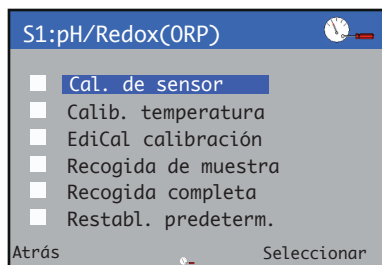 S1:pH/Redox(ORP)
Cal. de sensor
Calib. temperatura
EdiCal calibración
Recogida de muestra
Recogida completa
Restabl. predeterm.
Atrás Seleccionar